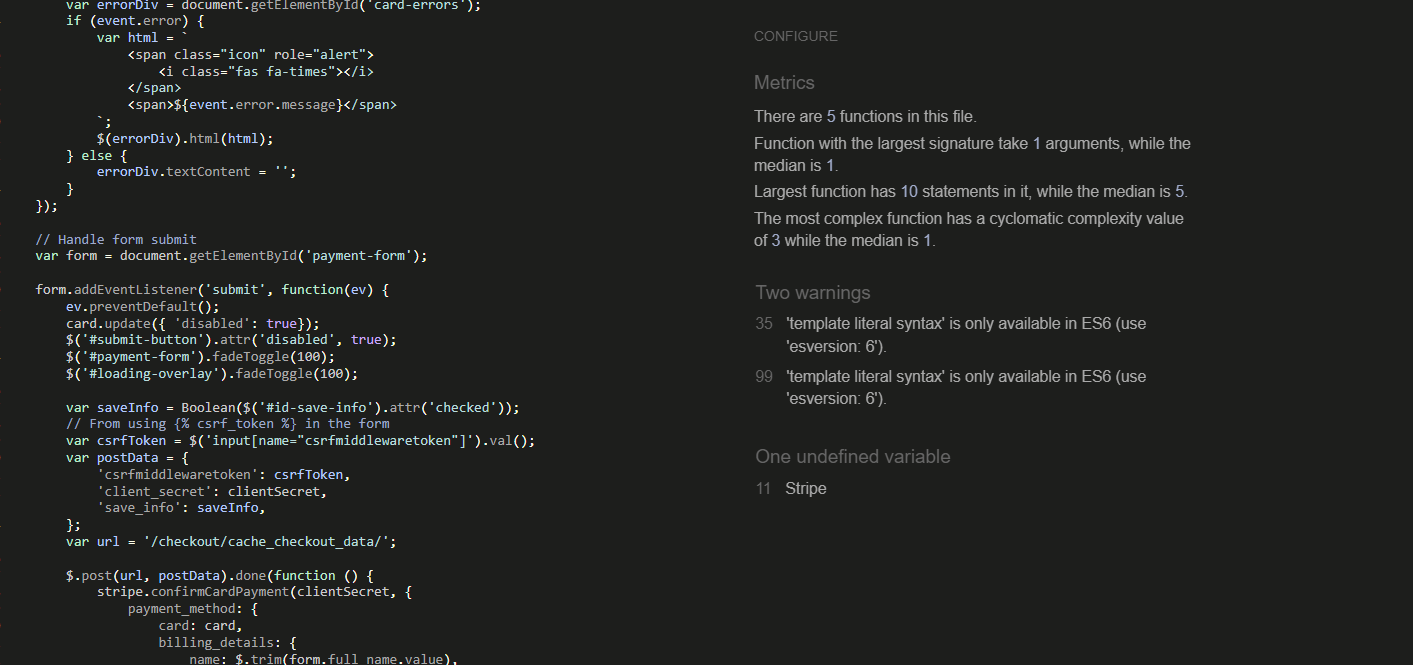 var errorDiv = document.getElementById('card-errors');
if (event.error) {
var html = `
<span class="icon" role="alert">
<i class="fas fa-times"></i>
</span>
<span>${event.error.message}</span>
`;
$(errorDiv).html(html);
} else {
errorDiv.textContent = '';
}
});
// Handle form submit
var form = document.getElementById('payment-form');
form.addEventListener('submit', function(ev) {
ev.preventDefault();
card.update({ 'disabled': true});
$('#submit-button').attr('disabled', true);
$('#payment-form').fadeToggle(100);
$('#loading-overlay').fadeToggle(100);
var saveInfo = Boolean($('#id-save-info').attr('checked'));
// From using {% csrf_token %} in the form
var csrfToken = $('input[name="csrfmiddlewaretoken"]').val();
var postData = {
'csrfmiddlewaretoken': csrfToken,
'client_secret': clientSecret,
'save_info': saveInfo,
};
var url = '/checkout/cache_checkout_data/';
$.post(url, postData).done(function () {
stripe.confirmCardPayment(clientSecret, {
payment_method: {
card: card,
billing_details: {
name: $.trim(form.full_name.value),
CONFIGURE
Metrics
There are 5 functions in this file.
Function with the largest signature take 1 arguments, while the
median is 1.
Largest function has 10 statements in it, while the median is 5.
The most complex function has a cyclomatic complexity value
of 3 while the median is 1.
Two warnings
35 'template literal syntax' is only available in ES6 (use
'esversion: 6').
99 'template literal syntax' is only available in ES6 (use
'esversion: 6').
One undefined variable
11 Stripe